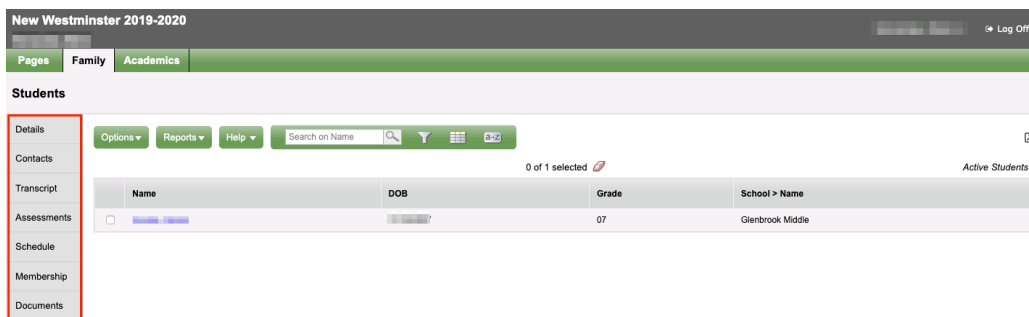 New Westminster 2019-2020
Log Off
Pages Family Academics
Students
Details
Contacts
Transcript
Assessments
Schedule
Membership
Documents
Options Reports Help Search on Name a-z
0 of 1 selected Active Students
Name DOB Grade School > Name
07 Glenbrook Middle